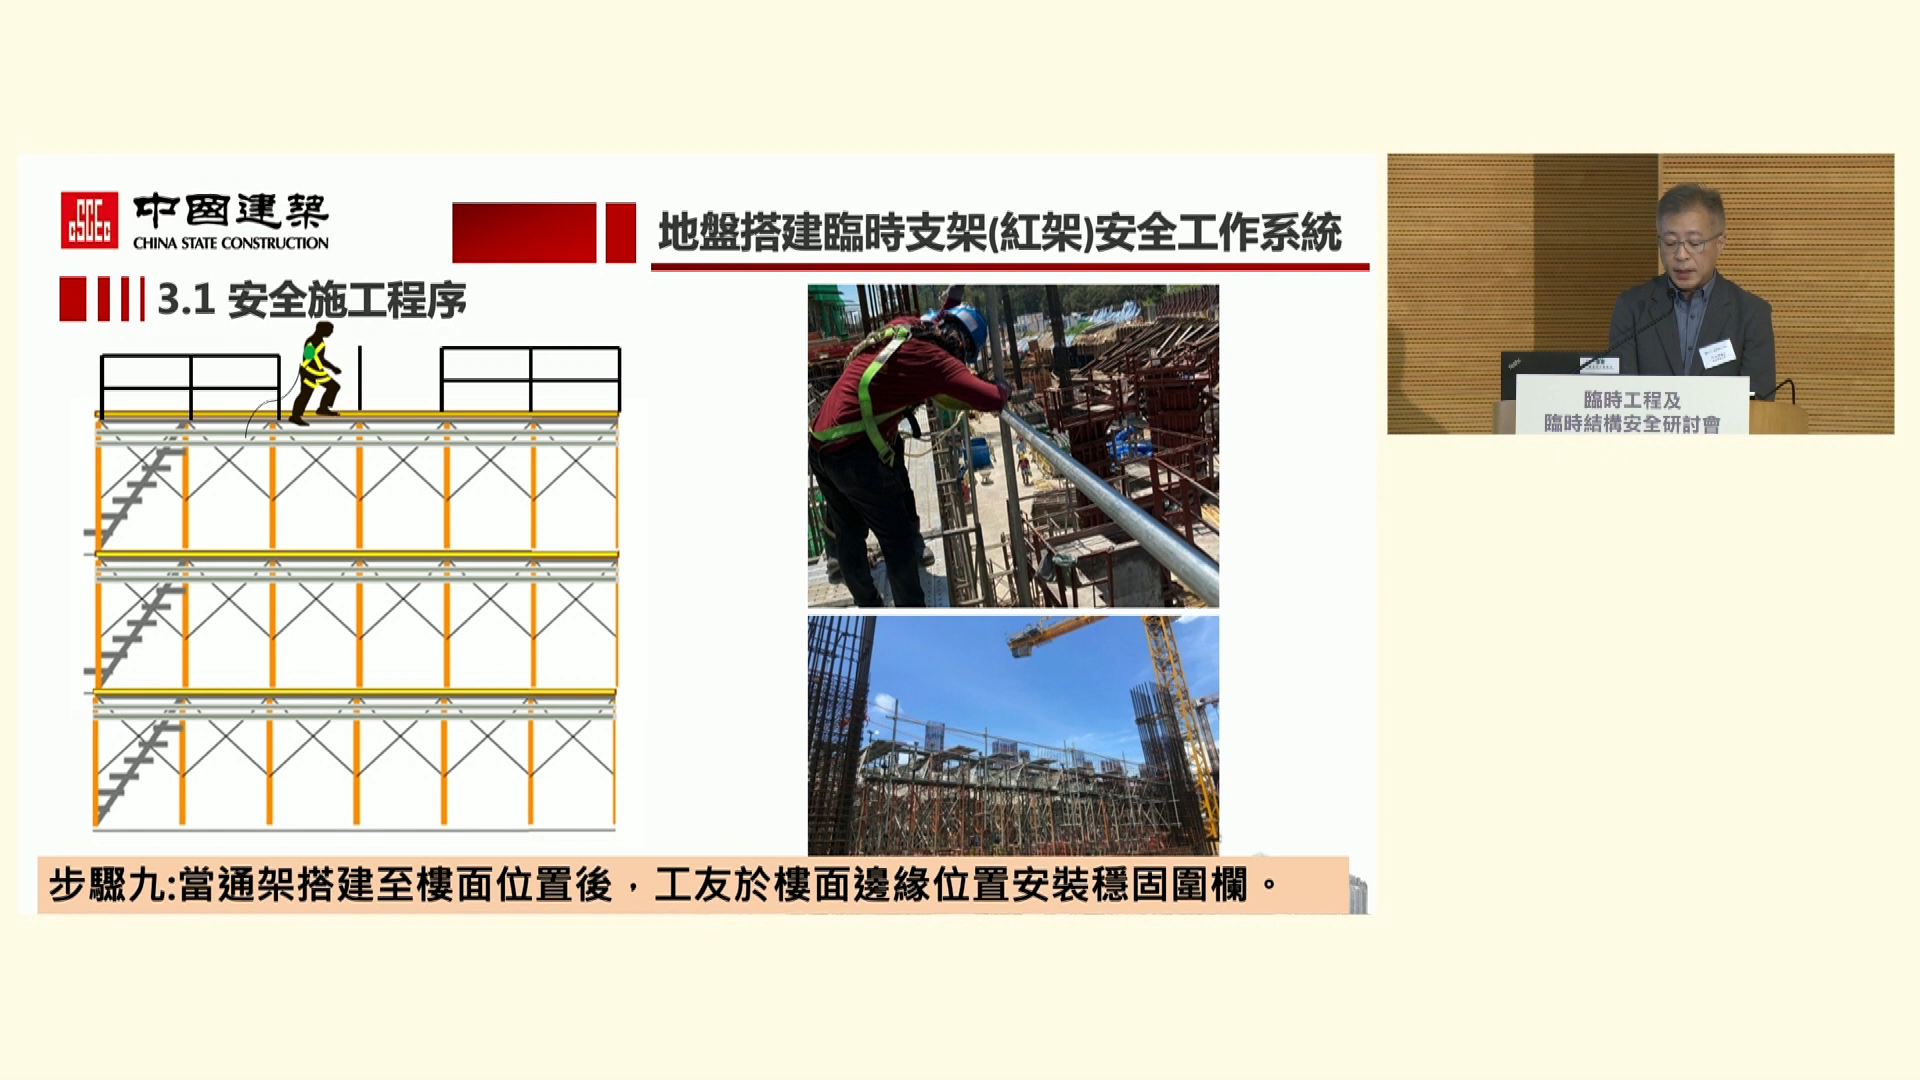 中國建築
CHINA STATE CONSTRUCTION
地盤搭建臨時支架(紅架)安全工作系統
3.1 安全施工程序
步驟九:當通架搭建至樓面位置後，工友於樓面邊緣位置安裝穩固圍欄。
臨時工程及
臨時結構安全研討會